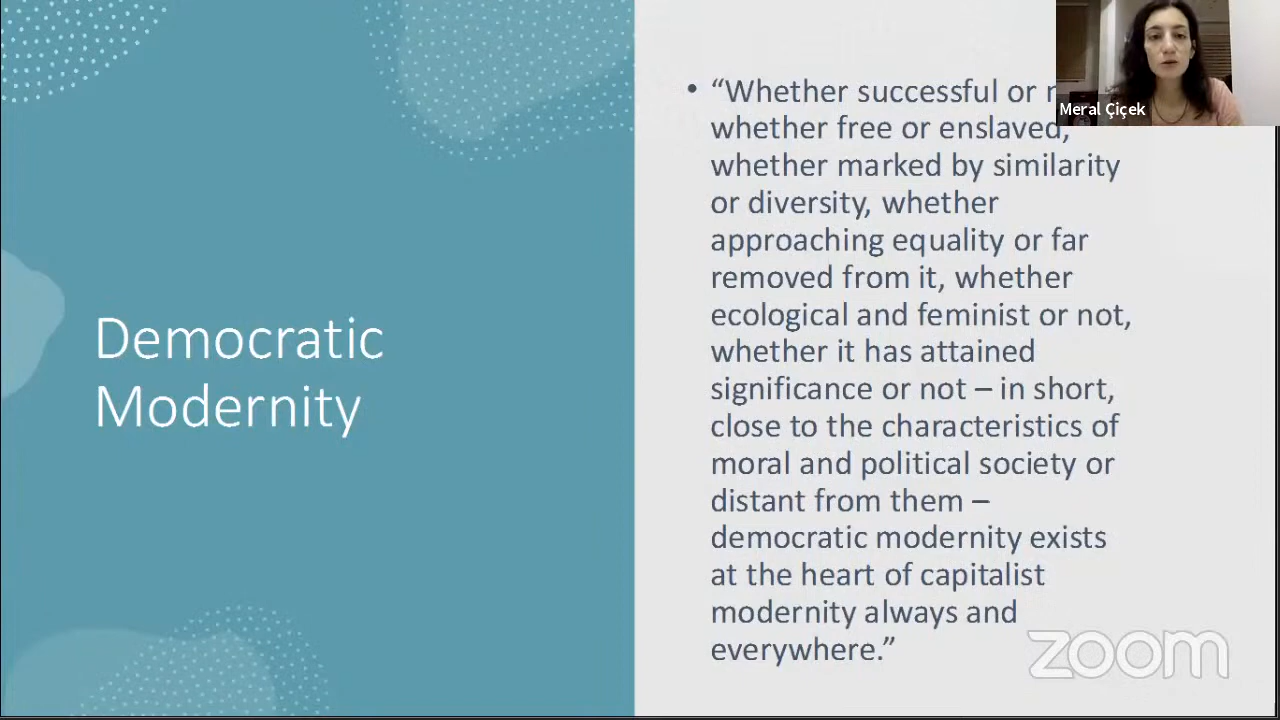 Democratic
Modernity
• “Whether successful or
whether free or enslaved,
whether marked by similarity
or diversity, whether
approaching equality or far
removed from it, whether
ecological and feminist or not,
whether it has attained
significance or not – in short,
close to the characteristics of
moral and political society or
distant from them –
democratic modernity exists
at the heart of capitalist
modernity always and
everywhere.”
Meral Çiçek
zoom